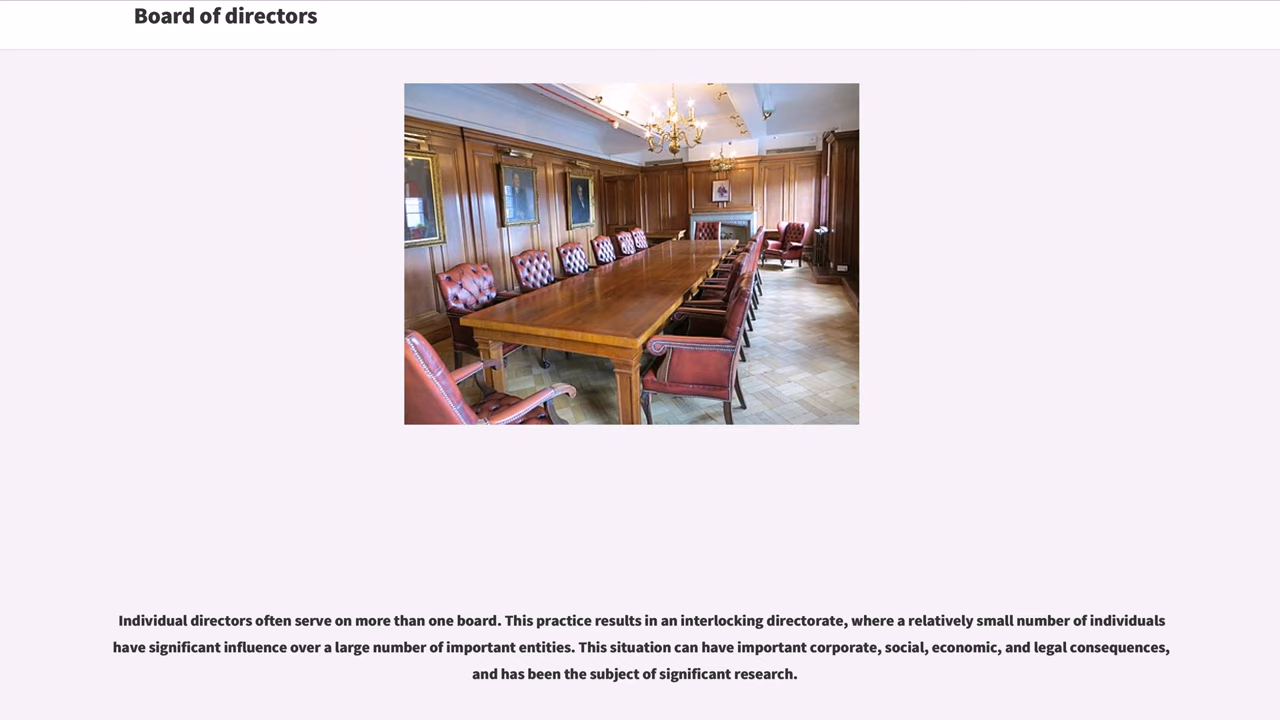 Board of directors
Individual directors often serve on more than one board. This practice results in an interlocking directorate, where a relatively small number of individuals
have significant influence over a large number of important entities. This situation can have important corporate, social, economic, and legal consequences,
and has been the subject of significant research.